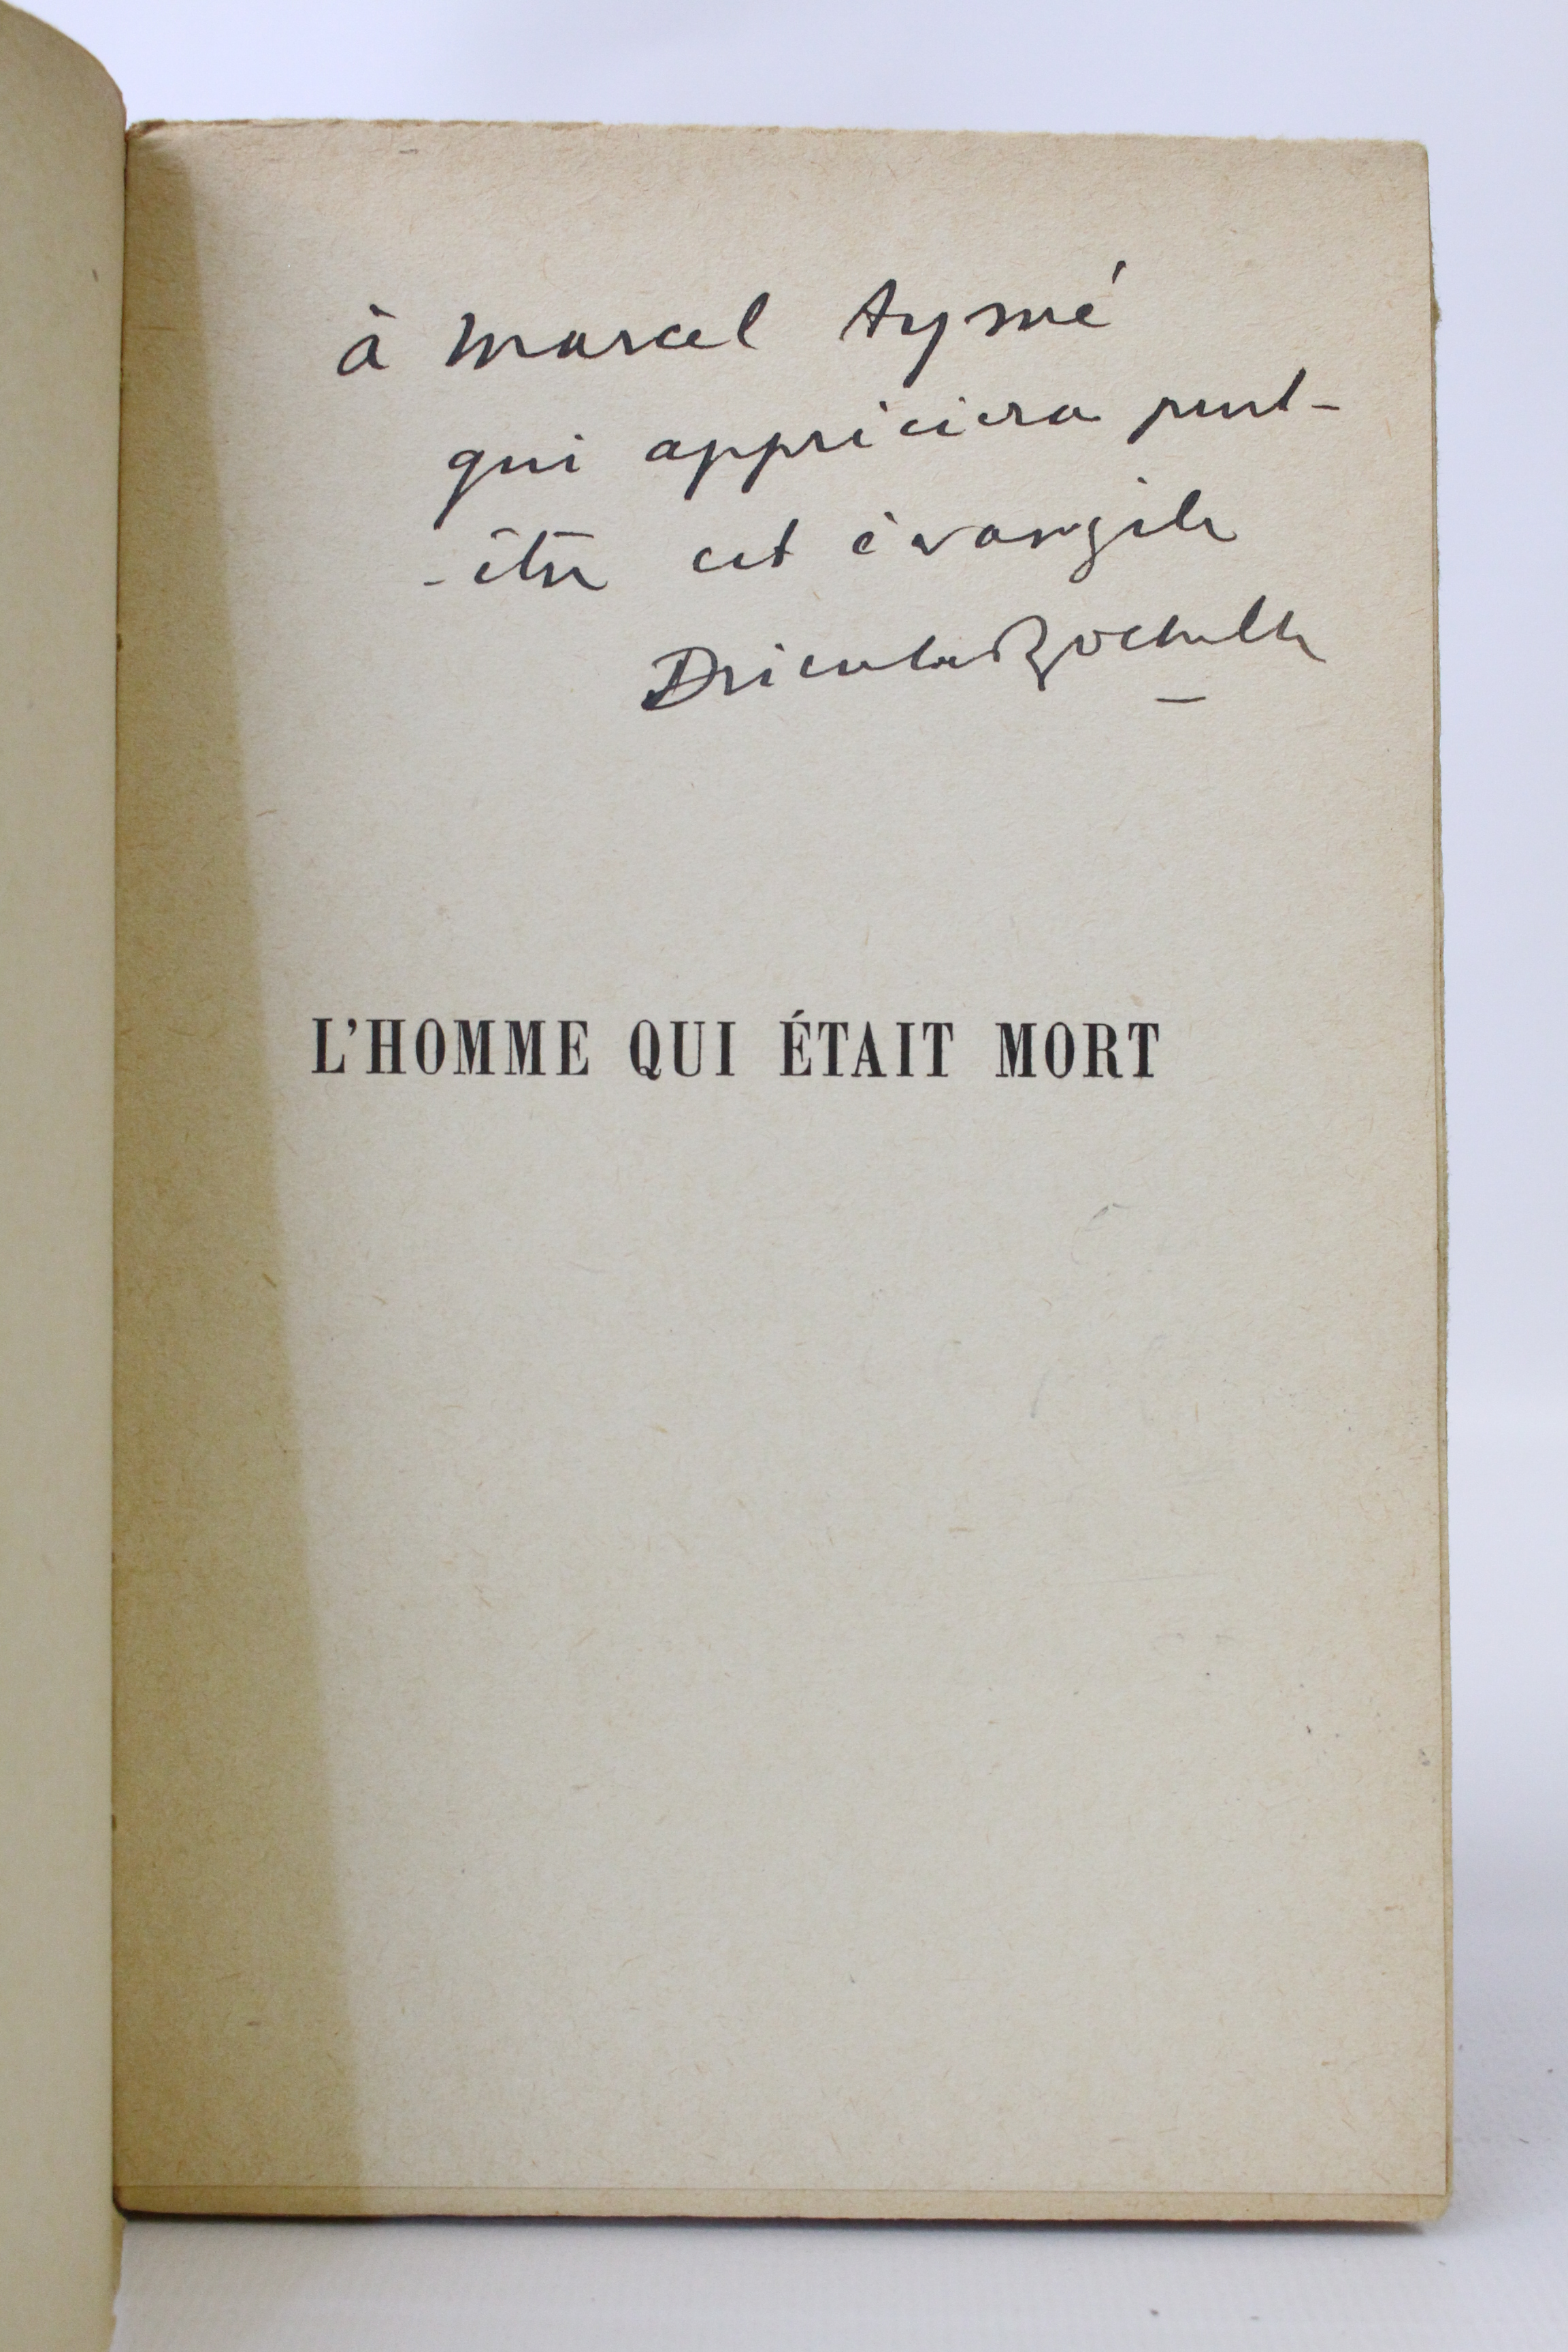 à Marcel Aymé
qui appréciera peut-
-être cet évangile
Drieu la Rochelle
L'HOMME QUI ÉTAIT MORT